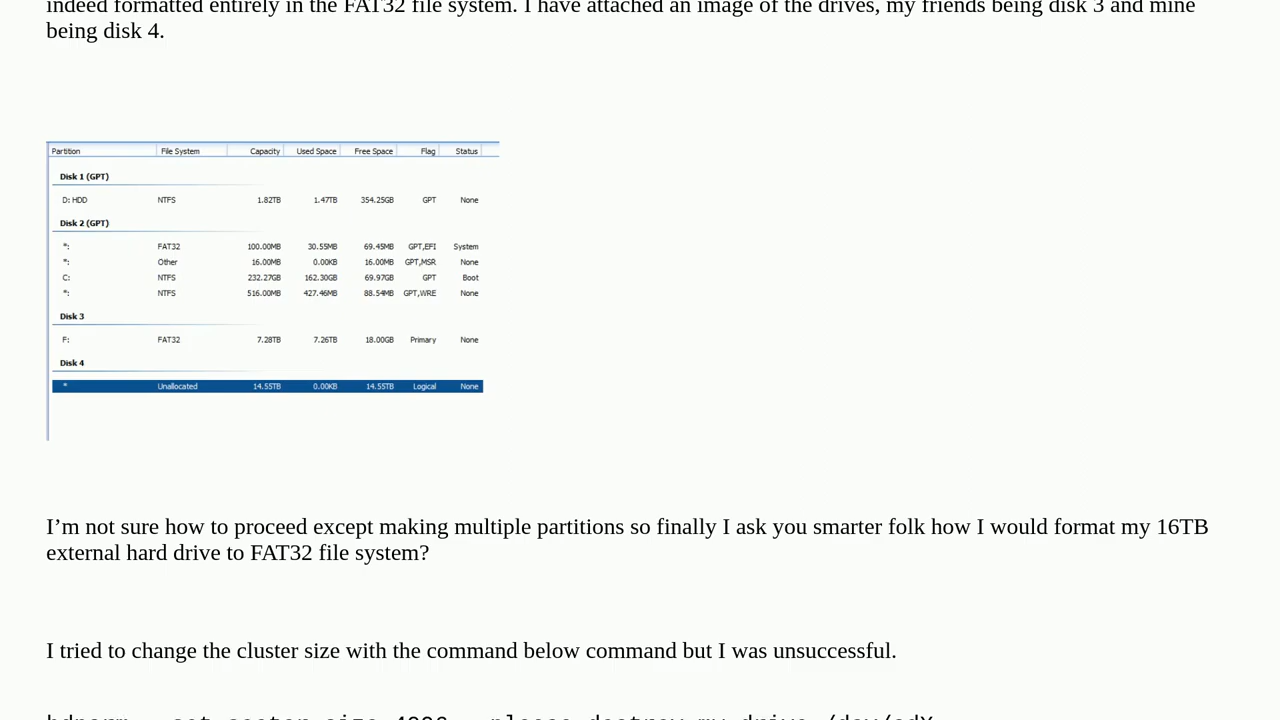 indeed formatted entirely in the FAT32 file system. I have attached an image of the drives, my friends being disk 3 and mine
being disk 4.
Partition File System Capacity Used Space Free Space Flag Status
Disk 1 (GPT)
D: HDD NTFS 1.82TB 1.47TB 354.25GB GPT None
Disk 2 (GPT)
*: FAT32 100.00MB 30.55MB 69.45MB GPT,EFI System
*: Other 16.00MB 0.00KB 16.00MB GPT,MSR None
C: NTFS 232.27GB 162.30GB 69.97GB GPT Boot
*: NTFS 516.00MB 427.46MB 88.54MB GPT,WRE None
Disk 3
F: FAT32 7.28TB 7.26TB 18.00GB Primary None
Disk 4
* Unallocated 14.55TB 0.00KB 14.55TB Logical None
I’m not sure how to proceed except making multiple partitions so finally I ask you smarter folk how I would format my 16TB
external hard drive to FAT32 file system?
I tried to change the cluster size with the command below command but I was unsuccessful.